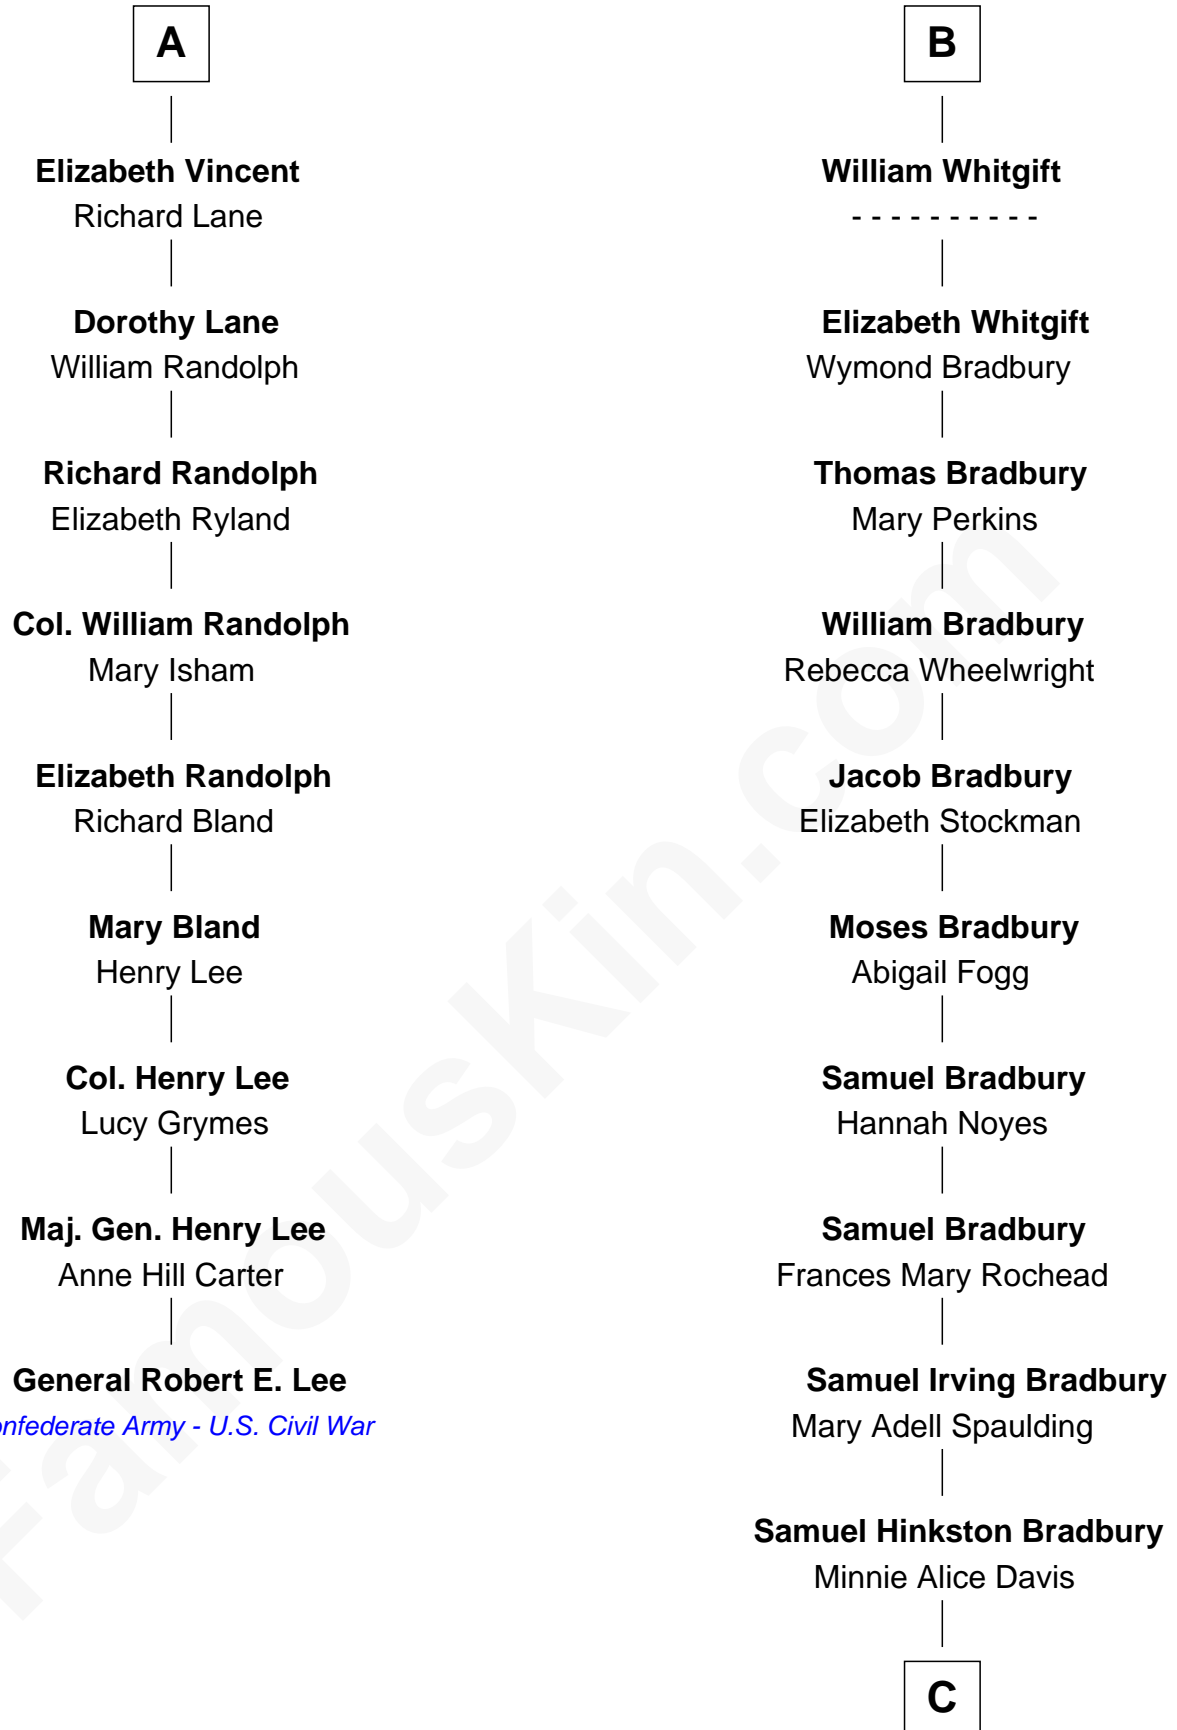 A
Elizabeth Vincent
Richard Lane
Dorothy Lane
William Randolph
Richard Randolph
Elizabeth Ryland
Col. William Randolph
Mary Isham
Elizabeth Randolph
Richard Bland
Mary Bland
Henry Lee
Col. Henry Lee
Lucy Grymes
Maj. Gen. Henry Lee
Anne Hill Carter
General Robert E. Lee
Army - U.S. Civil War
B
William Whitgift
- - - - - - - - - -
Elizabeth Whitgift
Wymond Bradbury
Thomas Bradbury
Mary Perkins
William Bradbury
Rebecca Wheelwright
Jacob Bradbury
Elizabeth Stockman
Moses Bradbury
Abigail Fogg
Samuel Bradbury
Hannah Noyes
Samuel Bradbury
Frances Mary Rochead
Samuel Irving Bradbury
Mary Adell Spaulding
Samuel Hinkston Bradbury
Minnie Alice Davis
C
FamousKin.com